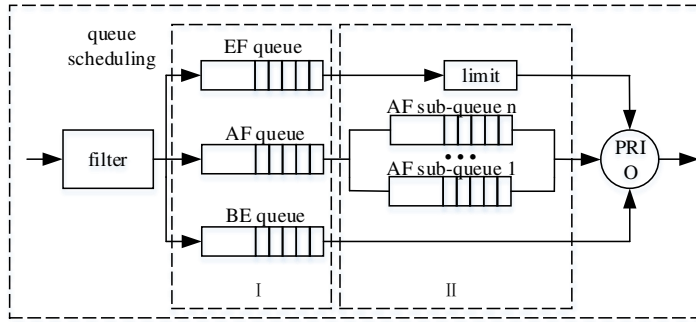 queue
scheduling
EF queue
limit
AF sub-queue n
AF queue
filter
...
PRI
O
AF sub-queue 1
BE queue
I
II